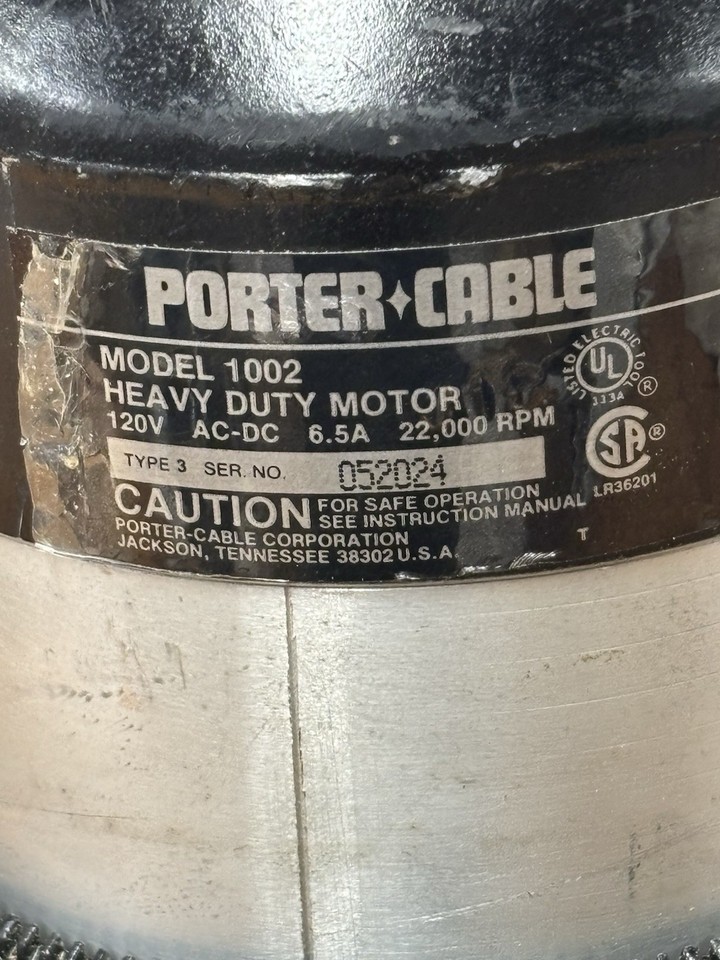 PORTER✦CABLE
MODEL 1002
HEAVY DUTY MOTOR
120V AC-DC 6.5A 22,000 RPM
TYPE 3 SER. NO. 052024
CAUTION FOR SAFE OPERATION
SEE INSTRUCTION MANUAL
PORTER-CABLE CORPORATION
JACKSON, TENNESSEE 38302 U.S.A.
LISTED ELECTRIC TOOL
UL ®
333A
SA ®
LR36201
T